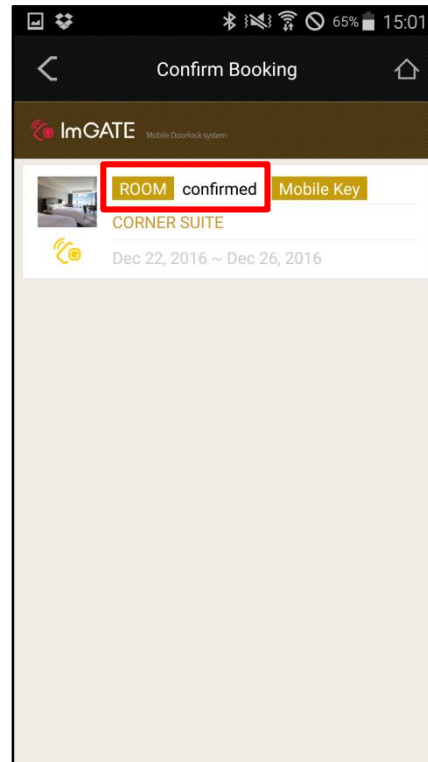 65% 15:01
Confirm Booking
ImGATE Mobile Doorlock system
ROOM confirmed Mobile Key
CORNER SUITE
Dec 22, 2016 ~ Dec 26, 2016